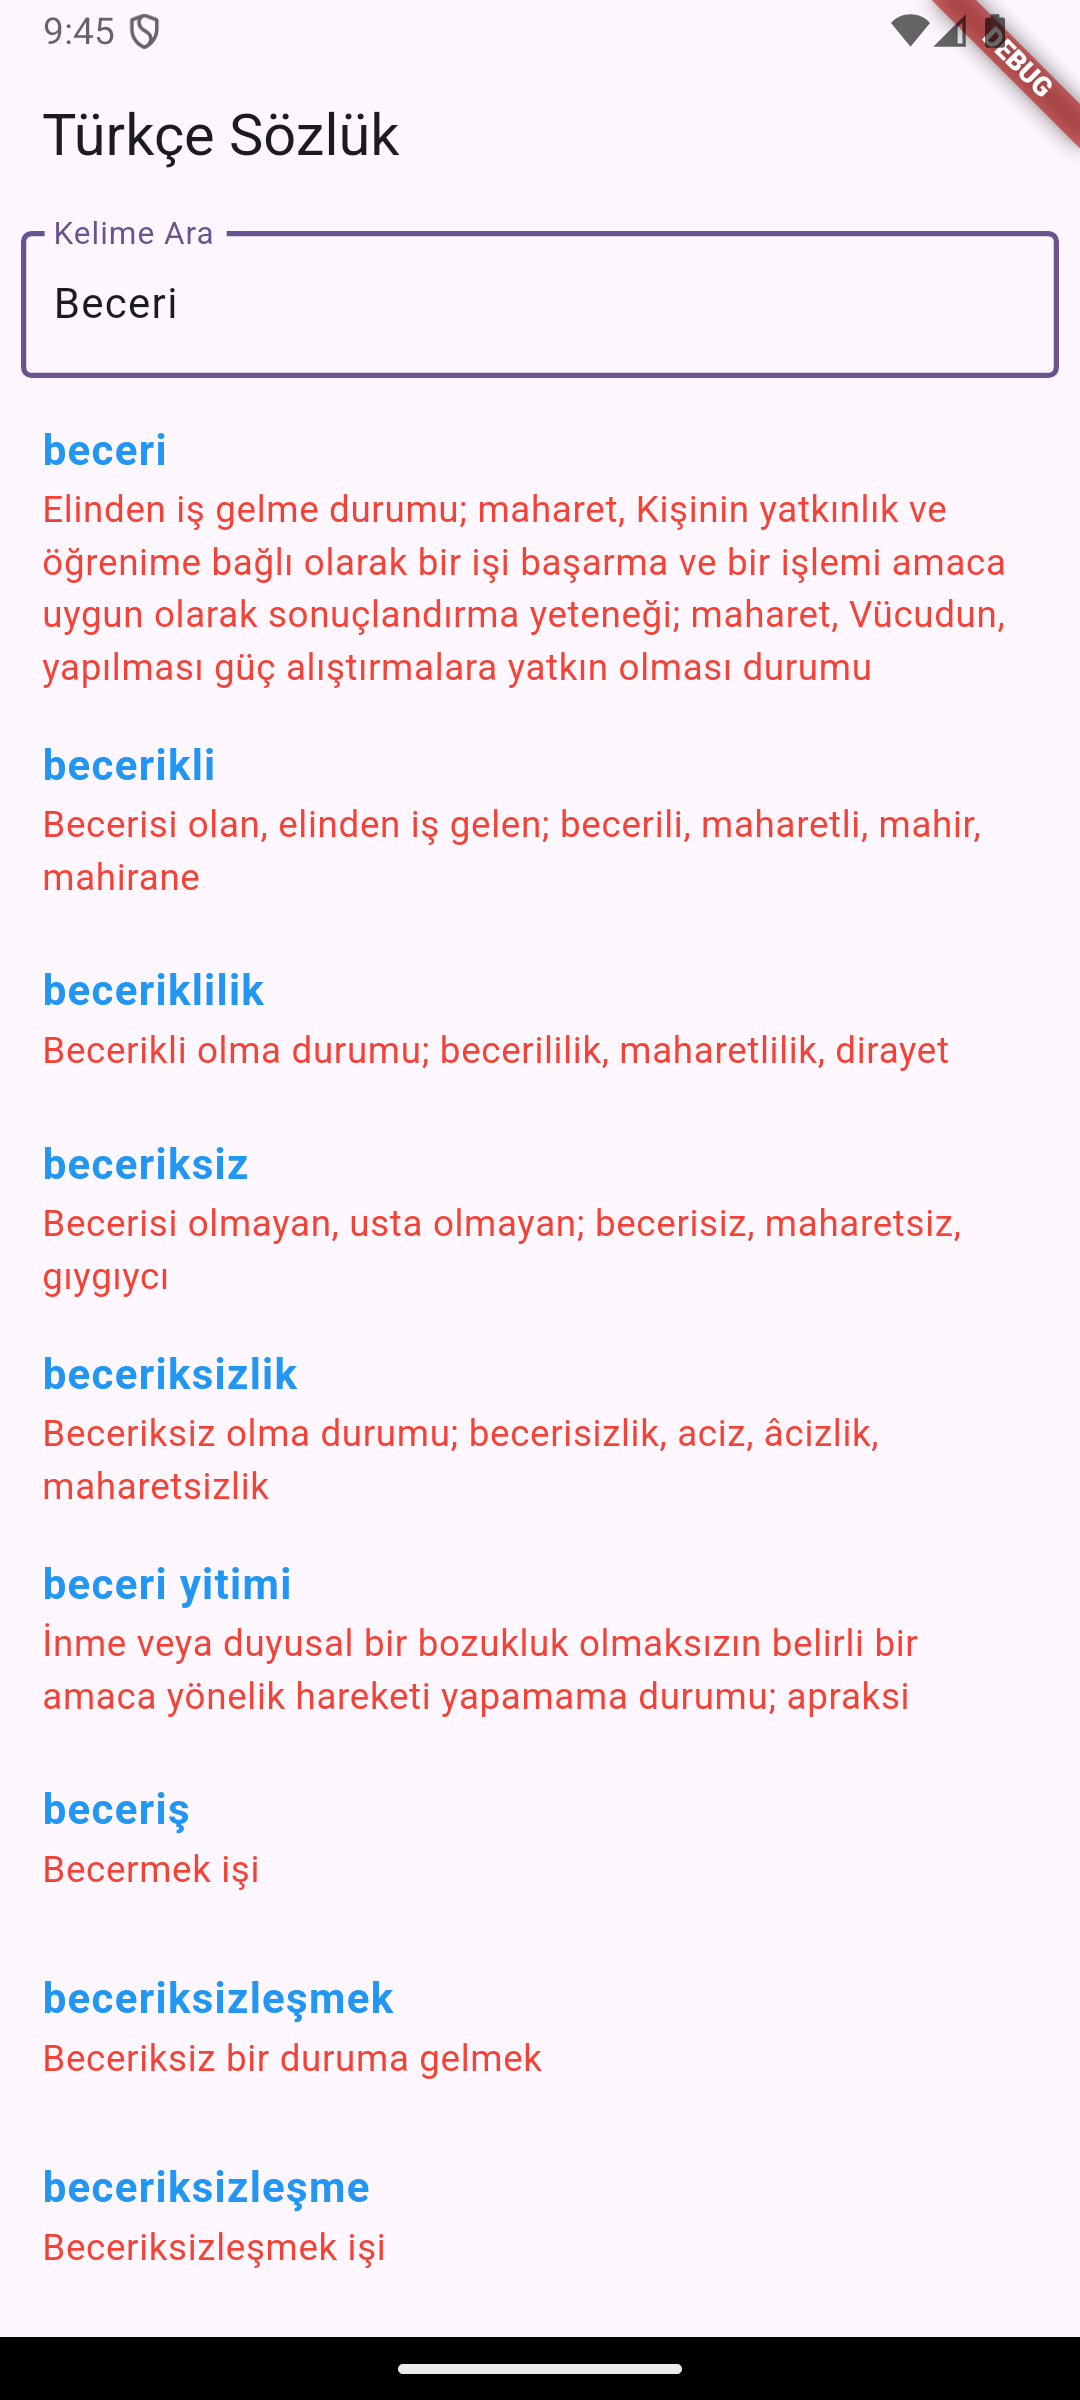 9:45
DEBUG
Türkçe Sözlük
Kelime Ara
Beceri
beceri
Elinden iş gelme durumu; maharet, Kişinin yatkınlık ve
öğrenime bağlı olarak bir işi başarma ve bir işlemi amaca
uygun olarak sonuçlandırma yeteneği; maharet, Vücudun,
yapılması güç alıştırmalara yatkın olması durumu
becerikli
Becerisi olan, elinden iş gelen; becerili, maharetli, mahir,
mahirane
beceriklilik
Becerikli olma durumu; becerililik, maharetlilik, dirayet
beceriksiz
Becerisi olmayan, usta olmayan; becerisiz, maharetsiz,
gıygıycı
beceriksizlik
Beceriksiz olma durumu; becerisizlik, aciz, âcizlik,
maharetsizlik
beceri yitimi
İnme veya duyusal bir bozukluk olmaksızın belirli bir
amaca yönelik hareketi yapamama durumu; apraksi
beceriş
Becermek işi
beceriksizleşmek
Beceriksiz bir duruma gelmek
beceriksizleşme
Beceriksizleşmek işi